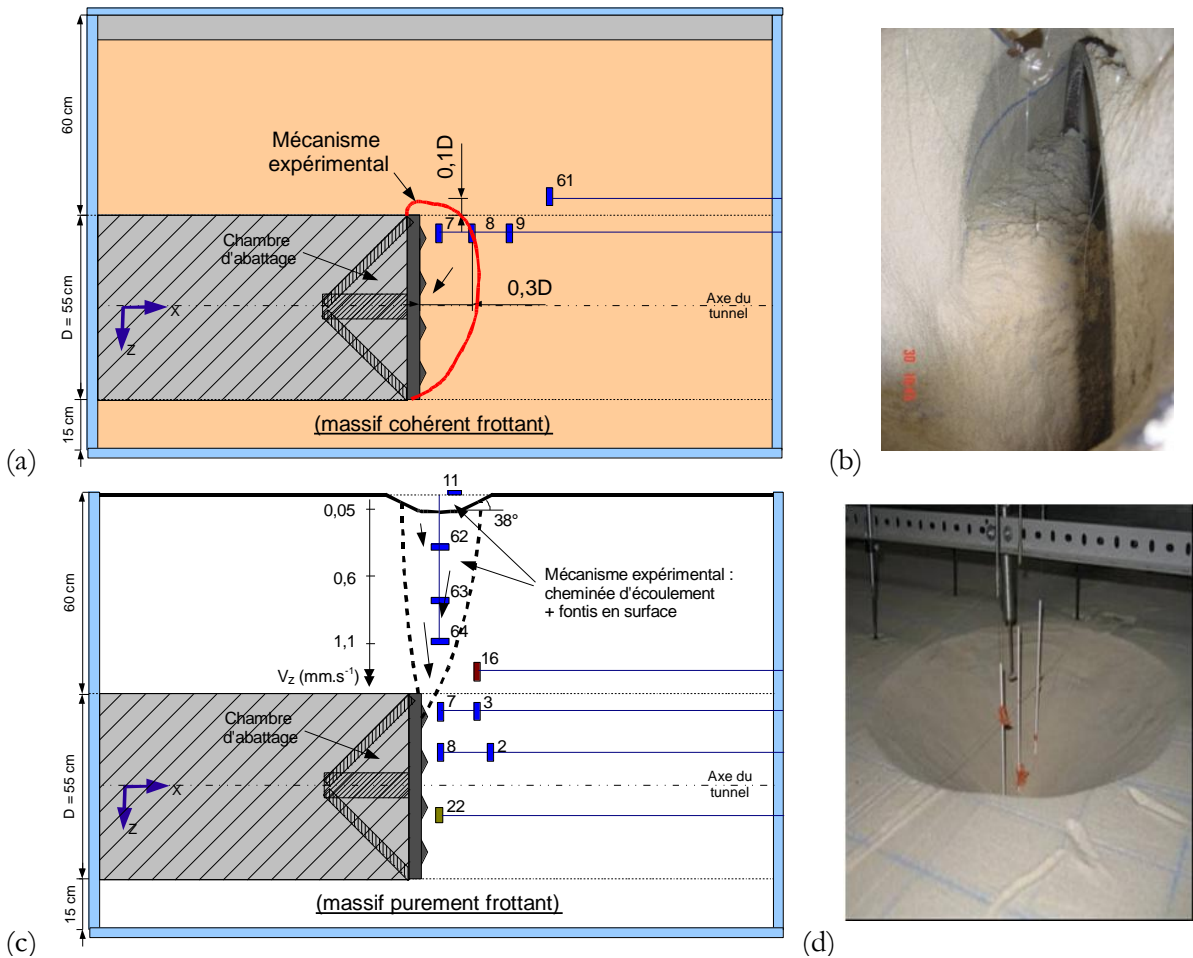 60 cm
D = 55 cm
15 cm
Mécanisme
expérimental
0,1D
61
7
8
9
Chambre
d'abattage
0,3D
X
Z
Axe du
tunnel
(massif cohérent frottant)
(a)
(b)
60 cm
D = 55 cm
15 cm
11
0,05
38°
62
0,6
63
64
1,1
Vz (mm.s-1)
Mécanisme expérimental :
cheminée d'écoulement
+ fontis en surface
16
7
3
Chambre
d'abattage
8
2
X
Z
Axe du
tunnel
22
(massif purement frottant)
(c)
(d)